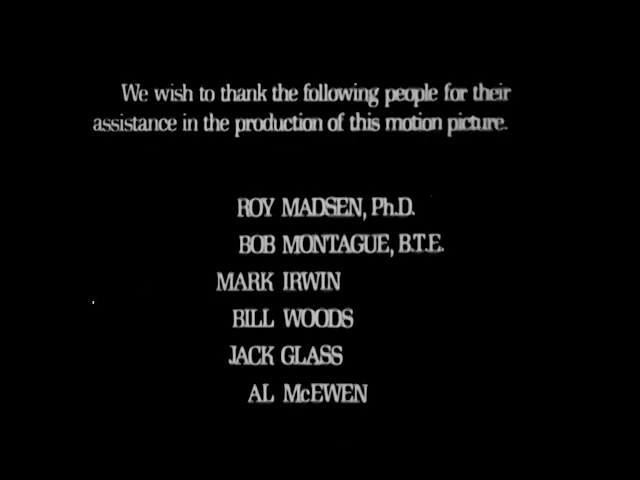 We wish to thank the following people for their
assistance in the production of this motion picture.
ROY MADSEN, Ph.D.
BOB MONTAGUE, B.T.E.
MARK IRWIN
BILL WOODS
JACK GLASS
AL McEWEN